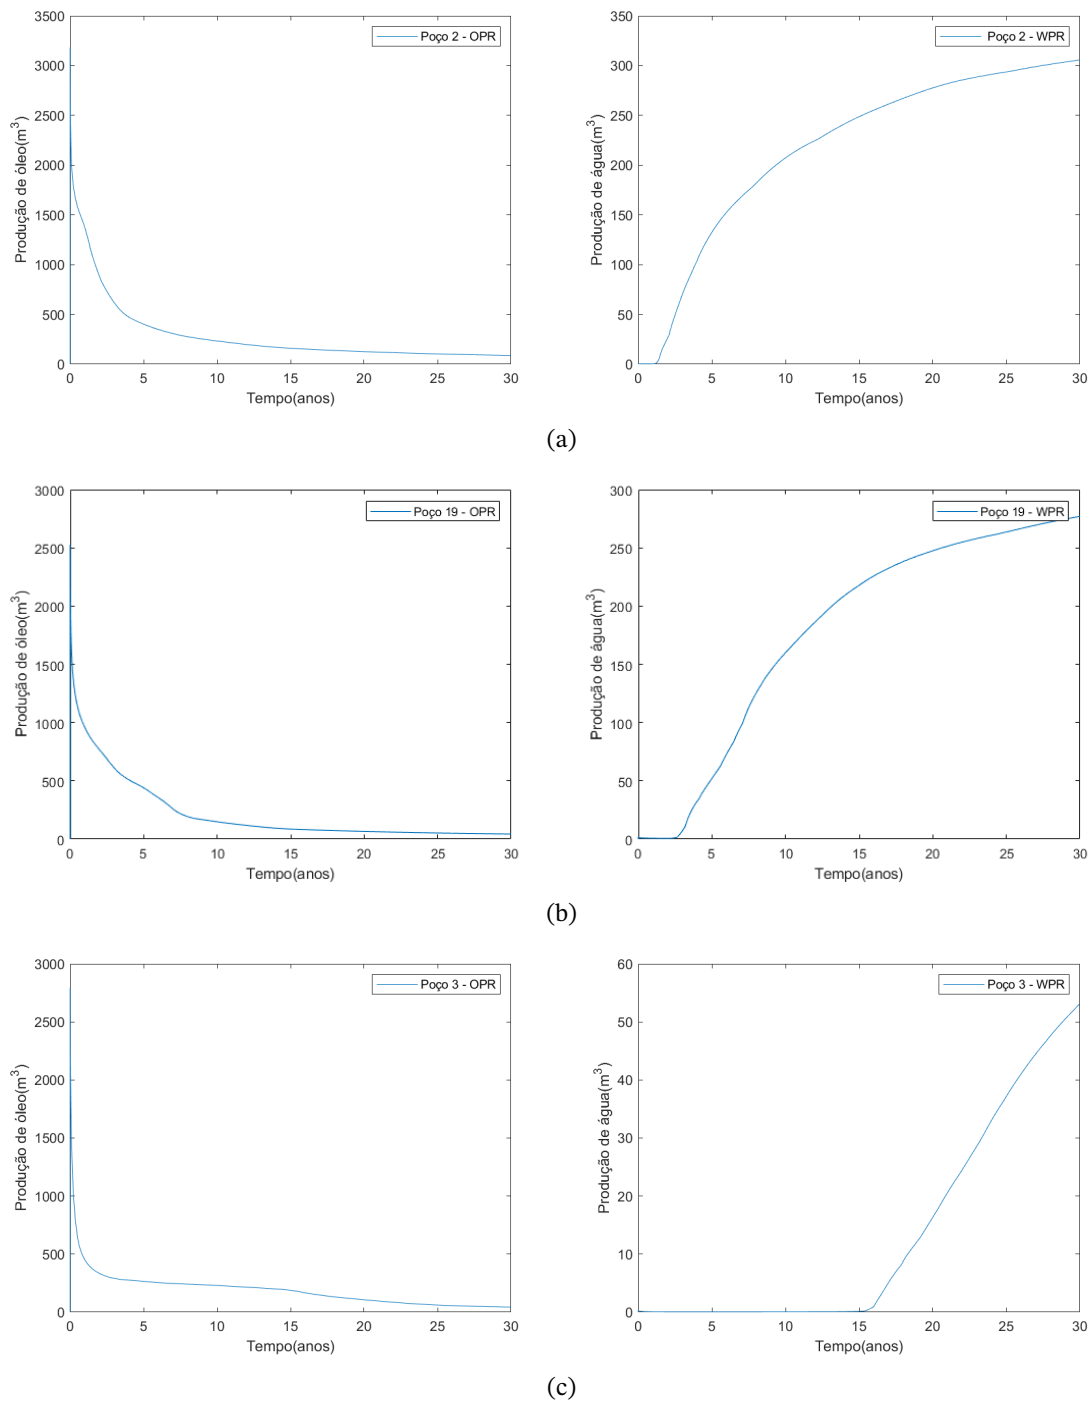 3500
3000
2500
2000
1500
1000
500
0
Produção de óleo(m³)
Poço 2 - OPR
0 5 10 15 20 25 30
Tempo(anos)
350
300
250
200
150
100
50
0
Produção de água(m³)
Poço 2 - WPR
0 5 10 15 20 25 30
Tempo(anos)
(a)
3000
2500
2000
1500
1000
500
0
Produção de óleo(m³)
Poço 19 - OPR
0 5 10 15 20 25 30
Tempo(anos)
300
250
200
150
100
50
0
Produção de água(m³)
Poço 19 - WPR
0 5 10 15 20 25 30
Tempo(anos)
(b)
3000
2500
2000
1500
1000
500
0
Produção de óleo(m³)
Poço 3 - OPR
0 5 10 15 20 25 30
Tempo(anos)
60
50
40
30
20
10
0
Produção de água(m³)
Poço 3 - WPR
0 5 10 15 20 25 30
Tempo(anos)
(c)